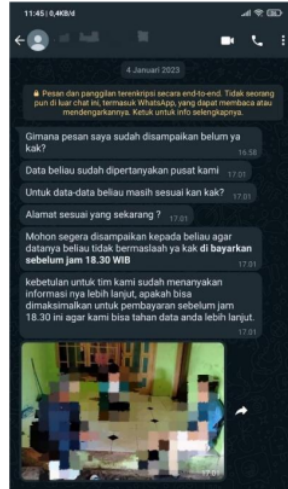 11:45 | 0,4KB/d
4 Januari 2023
Pesan dan panggilan terenkripsi secara end-to-end. Tidak seorang
pun di luar chat ini, termasuk WhatsApp, yang dapat membaca atau
mendengarkannya. Ketuk untuk info selengkapnya.
Gimana pesan saya sudah disampaikan belum ya
kak?
16.58
Data beliau sudah dipertanyakan pusat kami 17.01
Untuk data-data beliau masih sesuai kan kak? 17.01
Alamat sesuai yang sekarang ? 17.01
Mohon segera disampaikan kepada beliau agar
datanya beliau tidak bermaslaah ya kak di bayarkan
sebelum jam 18.30 WIB
17.01
kebetulan untuk tim kami sudah menanyakan
informasi nya lebih lanjut, apakah bisa
dimaksimalkan untuk pembayaran sebelum jam
18.30 ini agar kami bisa tahan data anda lebih lanjut.
17.01
17.01